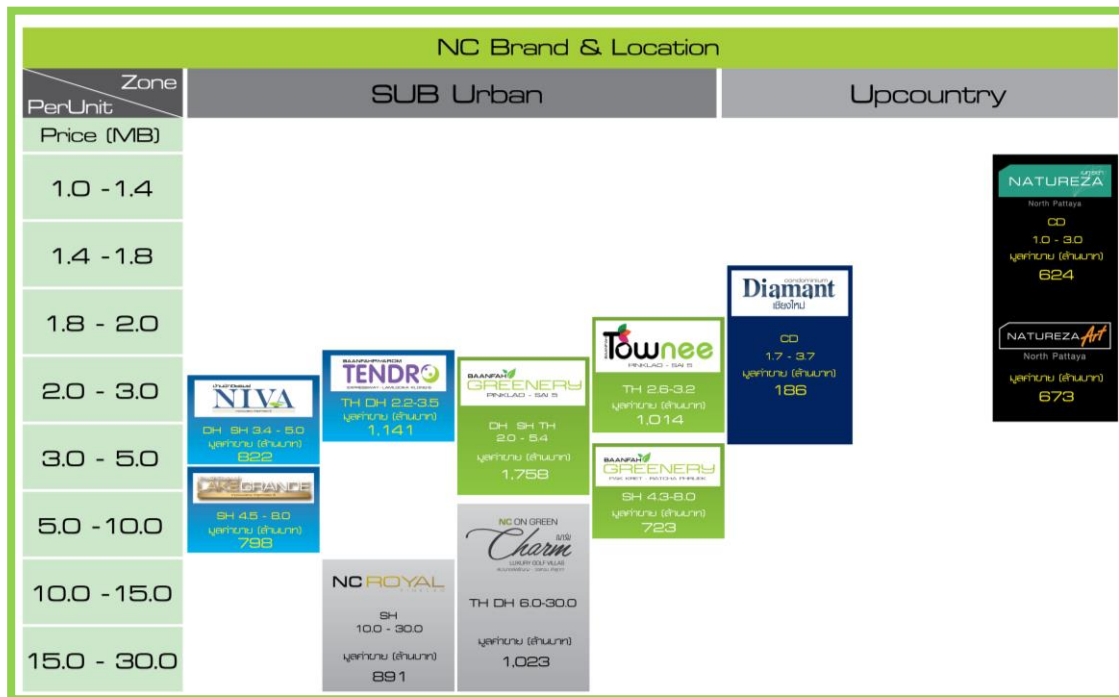 NC Brand & Location
Zone
PerUnit
SUB Urban
Upcountry
Price (MB)
1.0 -1.4
1.4 -1.8
1.8 - 2.0
2.0 - 3.0
3.0 - 5.0
5.0 -10.0
10.0 -15.0
15.0 - 30.0
NIVA
DH SH 3.4 - 5.0
มูลค่าขาย (ล้านบาท)
822
LAKE GRANDE
SH 4.5 - 8.0
มูลค่าขาย (ล้านบาท)
798
BAANFAHPIYAROM
TENDRO
TH DH 2.2-3.5
มูลค่าขาย (ล้านบาท)
1,141
NC ROYAL
SH
10.0 - 30.0
มูลค่าขาย (ล้านบาท)
891
BAANFAH
GREENERY
PINKLAO - SAI 5
DH SH TH
2.0 - 5.4
มูลค่าขาย (ล้านบาท)
1,758
NC ON GREEN
Charm
LUXURY GOLF VILLAS
TH DH 6.0-30.0
มูลค่าขาย (ล้านบาท)
1,023
Townee
PINKLAO - SAI 5
TH 2.6-3.2
มูลค่าขาย (ล้านบาท)
1,014
BAANFAH
GREENERY
SH 4.3-8.0
มูลค่าขาย (ล้านบาท)
723
condominium
Diamant
เชียงใหม่
CD
1.7 - 3.7
มูลค่าขาย (ล้านบาท)
186
NATUREZA
North Pattaya
CD
1.0 - 3.0
มูลค่าขาย (ล้านบาท)
624
NATUREZA Art
North Pattaya
มูลค่าขาย (ล้านบาท)
673